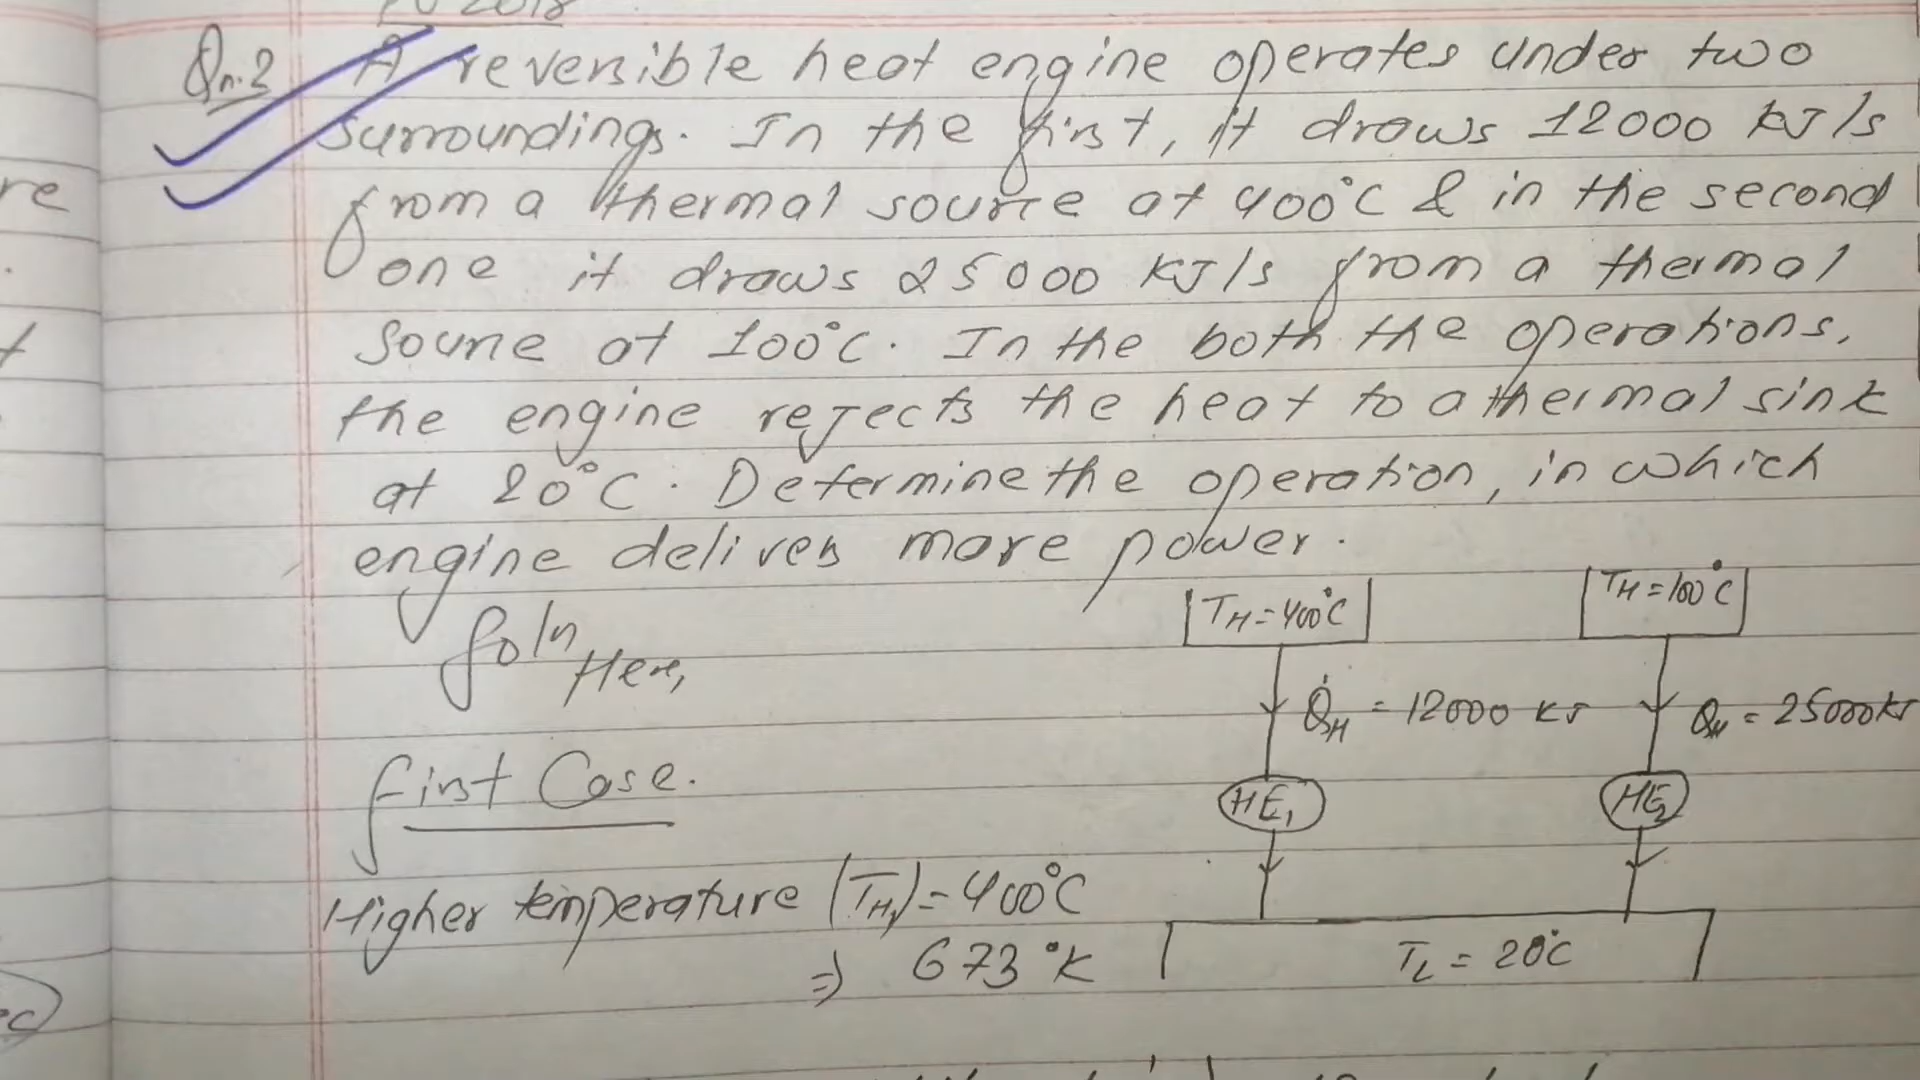 PU 2018
Qn.2 A reversible heat engine operates under two
surroundings. In the first, it draws 12000 KJ/s
from a thermal source at 400°C & in the second
one it draws 25000 KJ/s from a thermal
source at 100°C. In the both the operations,
the engine rejects the heat to a thermal sink
at 20°C. Determine the operation, in which
engine delivers more power.
TH = 400°C
TH = 100°C
Soln Here,
Q̇H = 12000 KJ
QH = 25000 KJ
First Case.
HE1
HE2
Higher temperature (TH1) = 400°C
=) 673 °K
TL = 20°C
re